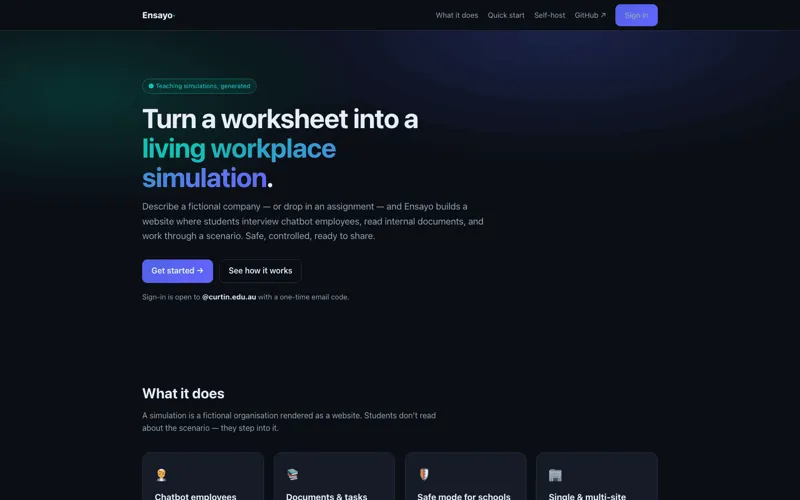 Ensayo
What it does
Quick start
Self-host
GitHub ↗
Sign in
Teaching simulations, generated
Turn a worksheet into a
living workplace
simulation.
Describe a fictional company — or drop in an assignment — and Ensayo builds a
website where students interview chatbot employees, read internal documents, and
work through a scenario. Safe, controlled, ready to share.
Get started →
See how it works
Sign-in is open to @curtin.edu.au with a one-time email code.
What it does
A simulation is a fictional organisation rendered as a website. Students don't read
about the scenario — they step into it.
Chatbot employees
Documents & tasks
Safe mode for schools
Single & multi-site